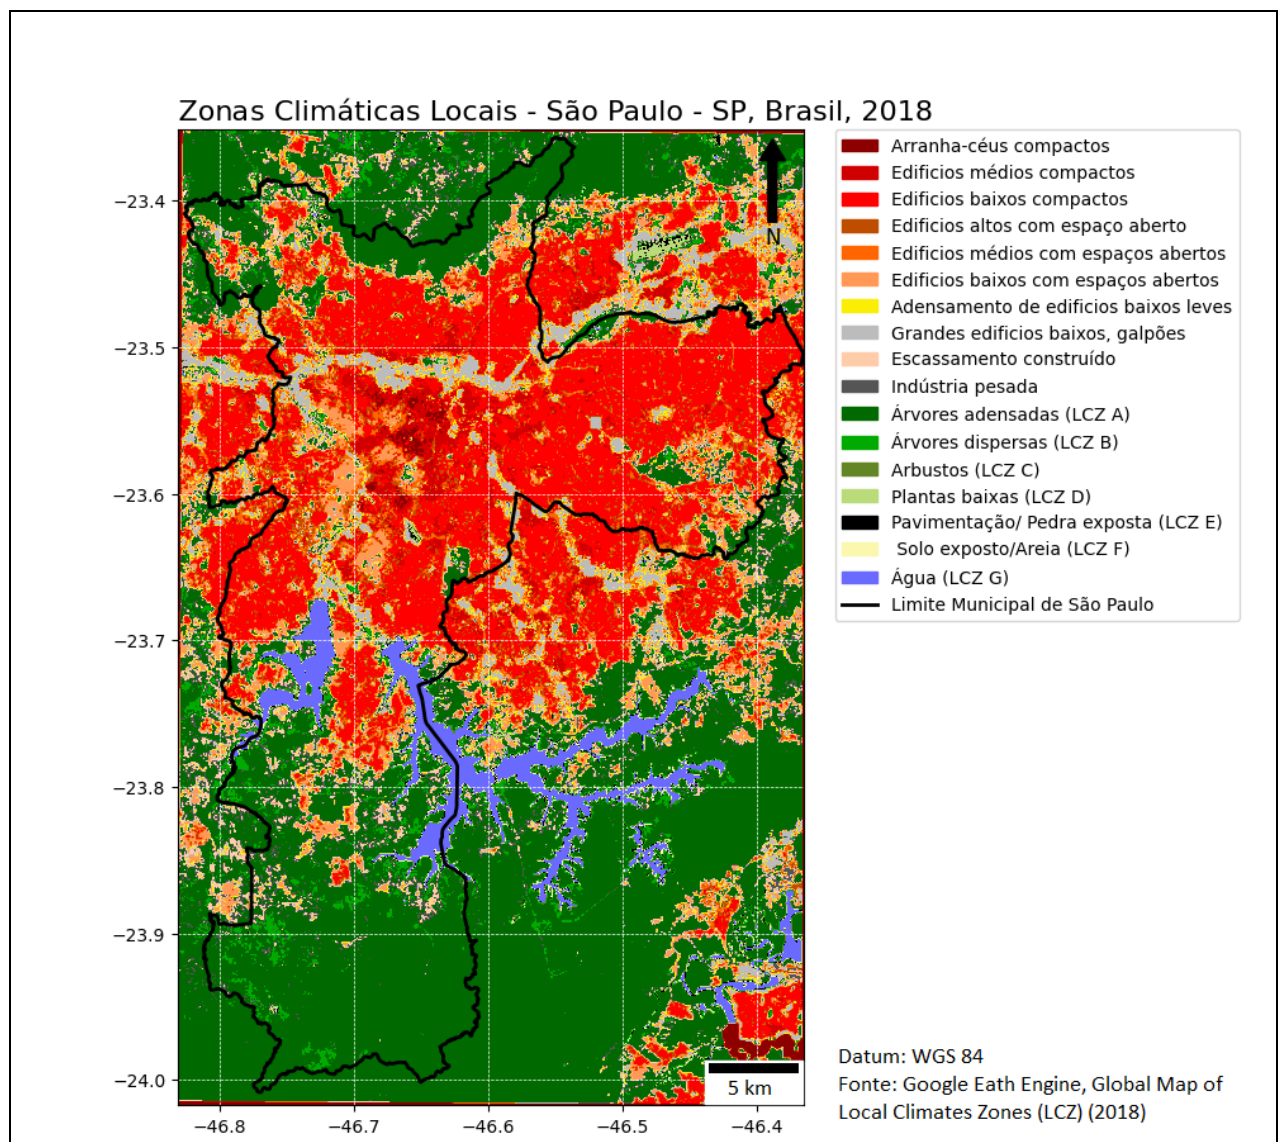 Zonas Climáticas Locais - São Paulo - SP, Brasil, 2018
Arranha-céus compactos
Edificios médios compactos
Edificios baixos compactos
Edificios altos com espaço aberto
Edificios médios com espaços abertos
Edificios baixos com espaços abertos
Adensamento de edificios baixos leves
Grandes edificios baixos, galpões
Escassamento construído
Indústria pesada
Árvores adensadas (LCZ A)
Árvores dispersas (LCZ B)
Arbustos (LCZ C)
Plantas baixas (LCZ D)
Pavimentação/ Pedra exposta (LCZ E)
Solo exposto/Areia (LCZ F)
Água (LCZ G)
Limite Municipal de São Paulo
N
−23.4
−23.5
−23.6
−23.7
−23.8
−23.9
−24.0
−46.8
−46.7
−46.6
−46.5
−46.4
5 km
Datum: WGS 84
Fonte: Google Eath Engine, Global Map of
Local Climates Zones (LCZ) (2018)